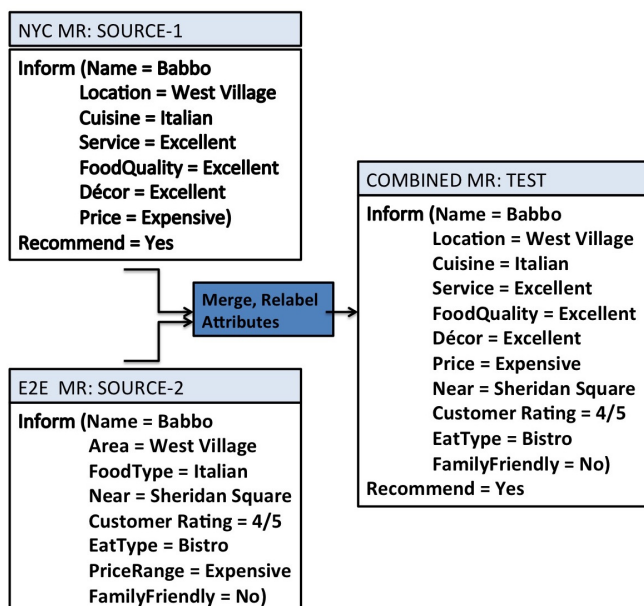 NYC MR: SOURCE-1
Inform (Name = Babbo
Location = West Village
Cuisine = Italian
Service = Excellent
FoodQuality = Excellent
Décor = Excellent
Price = Expensive)
Recommend = Yes
Merge, Relabel
Attributes
E2E MR: SOURCE-2
Inform (Name = Babbo
Area = West Village
FoodType = Italian
Near = Sheridan Square
Customer Rating = 4/5
EatType = Bistro
PriceRange = Expensive
FamilyFriendly = No)
COMBINED MR: TEST
Inform (Name = Babbo
Location = West Village
Cuisine = Italian
Service = Excellent
FoodQuality = Excellent
Décor = Excellent
Price = Expensive
Near = Sheridan Square
Customer Rating = 4/5
EatType = Bistro
FamilyFriendly = No)
Recommend = Yes